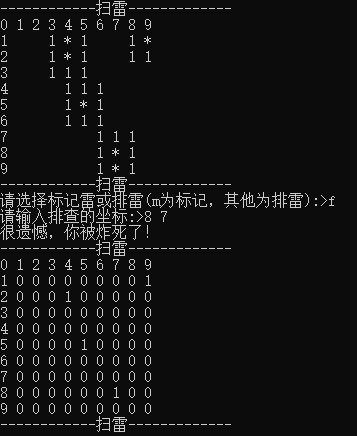 ------------扫雷-------------
0 1 2 3 4 5 6 7 8 9
1     1 * 1     1 *
2     1 * 1     1 1
3     1 1 1
4       1 1 1
5       1 * 1
6       1 1 1
7           1 1 1
8           1 * 1
9           1 * 1
------------扫雷-------------
请选择标记雷或排雷(m为标记，其他为排雷):>f
请输入排查的坐标:>8 7
很遗憾，你被炸死了!
------------扫雷-------------
0 1 2 3 4 5 6 7 8 9
1 0 0 0 0 0 0 0 0 1
2 0 0 0 1 0 0 0 0 0
3 0 0 0 0 0 0 0 0 0
4 0 0 0 0 0 0 0 0 0
5 0 0 0 0 1 0 0 0 0
6 0 0 0 0 0 0 0 0 0
7 0 0 0 0 0 0 0 0 0
8 0 0 0 0 0 0 1 0 0
9 0 0 0 0 0 0 0 0 0
------------扫雷-------------